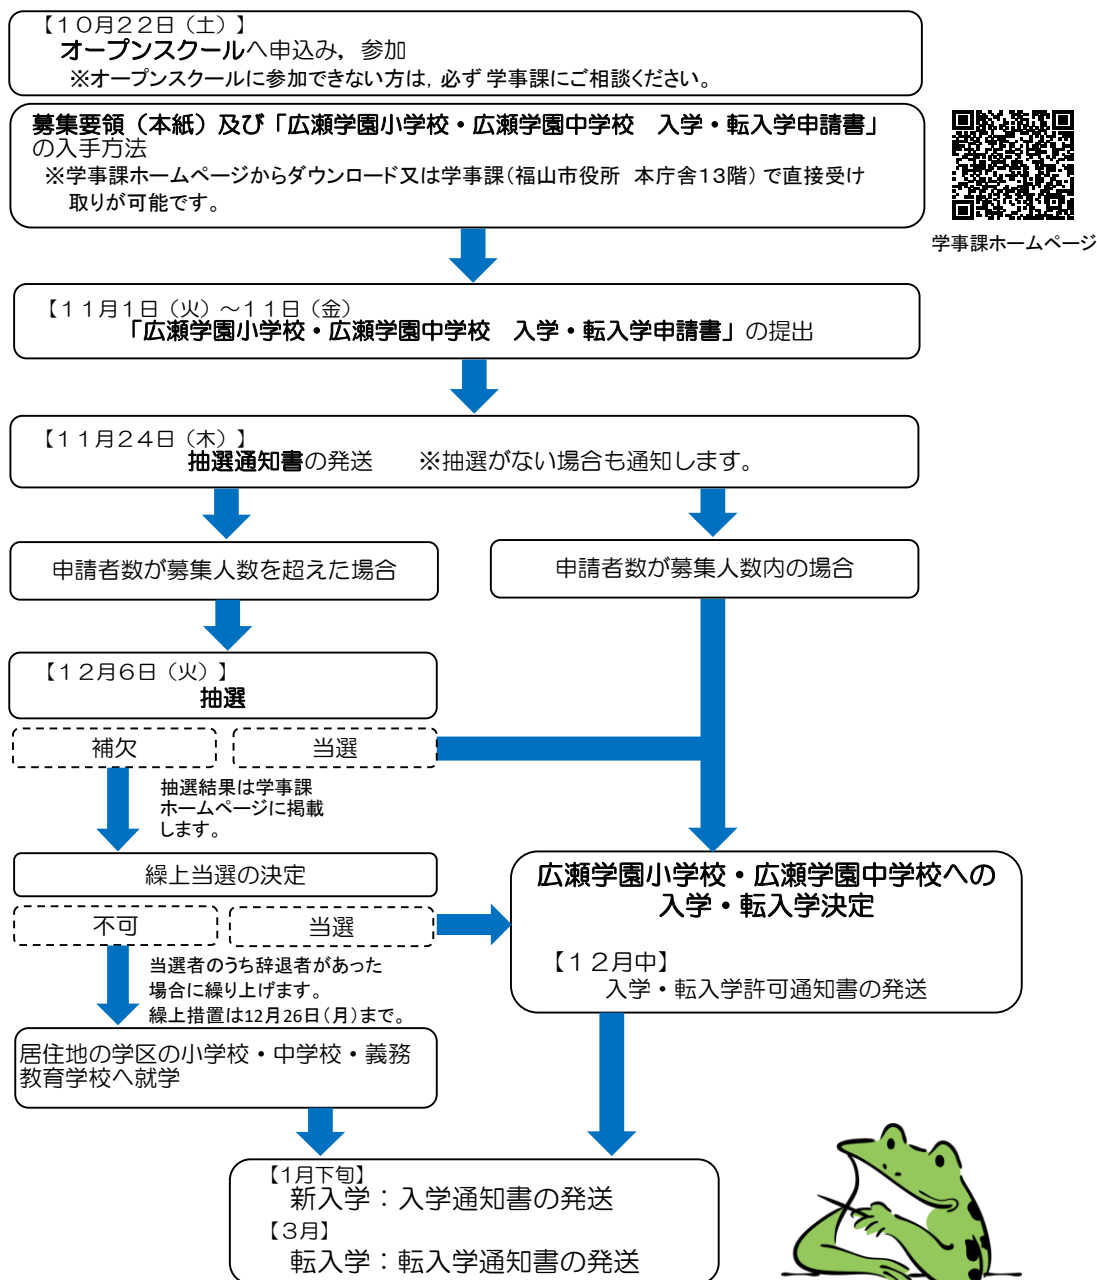 【１０月２２日（土）】
オープンスクールへ申込み，参加
※オープンスクールに参加できない方は，必ず学事課にご相談ください。
募集要領（本紙）及び「広瀬学園小学校・広瀬学園中学校　入学・転入学申請書」
の入手方法
※学事課ホームページからダウンロード又は学事課（福山市役所　本庁舎１３階）で直接受け
取りが可能です。
学事課ホームページ
【１１月１日（火）～１１日（金）
「広瀬学園小学校・広瀬学園中学校　入学・転入学申請書」の提出
【１１月２４日（木）】
抽選通知書の発送　　※抽選がない場合も通知します。
申請者数が募集人数を超えた場合
申請者数が募集人数内の場合
【１２月６日（火）】
抽選
補欠
当選
抽選結果は学事課
ホームページに掲載
します。
繰上当選の決定
不可
当選
当選者のうち辞退者があった
場合に繰り上げます。
繰上措置は12月26日（月）まで。
広瀬学園小学校・広瀬学園中学校への
入学・転入学決定
【１２月中】
入学・転入学許可通知書の発送
居住地の学区の小学校・中学校・義務
教育学校へ就学
【1月下旬】
新入学：入学通知書の発送
【３月】
転入学：転入学通知書の発送